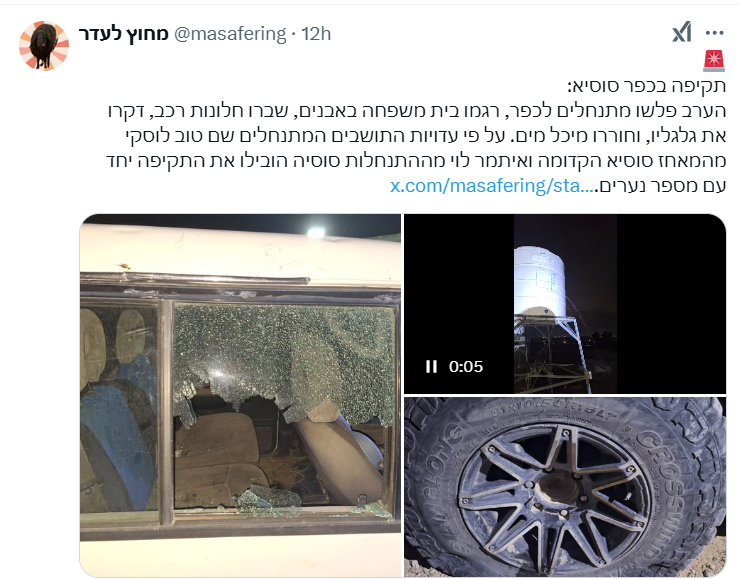 מחוץ לעדר @masafering · 12h
תקיפה בכפר סוסיא:
הערב פלשו מתנחלים לכפר, רגמו בית משפחה באבנים, שברו חלונות רכב, דקרו
את גלגליו, וחוררו מיכל מים. על פי עדויות התושבים המתנחלים שם טוב לוסקי
מהמאחז סוסיא הקדומה ואיתמר לוי מההתנחלות סוסיה הובילו את התקיפה יחד
עם מספר נערים.x.com/masafering/sta...
0:05
CROSSWIND